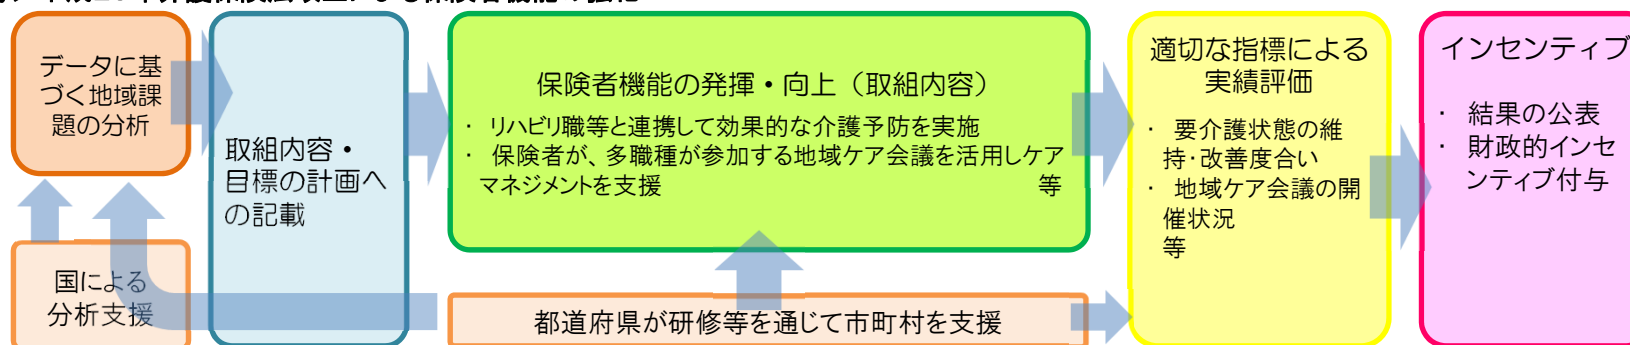 データに基
づく地域課
題の分析
国による
分析支援
取組内容・
目標の計画へ
の記載
保険者機能の発揮・向上（取組内容）
・ リハビリ職等と連携して効果的な介護予防を実施
・ 保険者が、多職種が参加する地域ケア会議を活用しケア
マネジメントを支援 等
都道府県が研修等を通じて市町村を支援
適切な指標による
実績評価
・ 要介護状態の維
持･改善度合い
・ 地域ケア会議の開
催状況
等
インセンティブ
・ 結果の公表
・ 財政的インセ
ンティブ付与